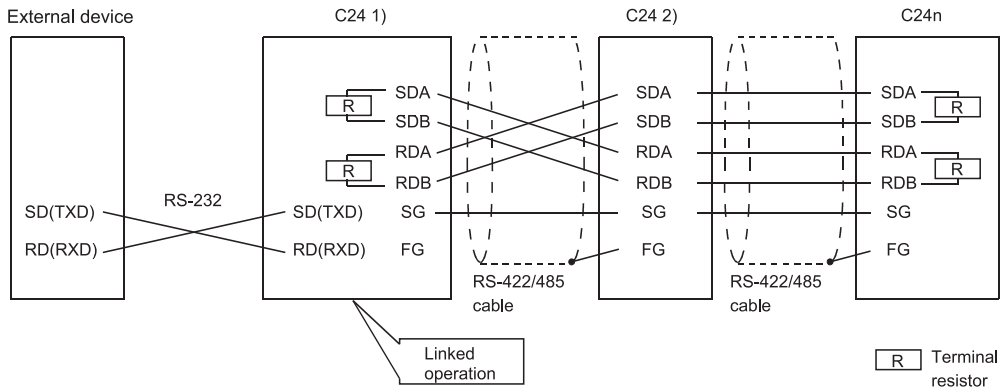 External device
C24 1)
C24 2)
C24n
R
SDA
SDB
R
RDA
RDB
SDA
SDB
RDA
RDB
SDA
SDB
RDA
RDB
R
R
SD(TXD)
RD(RXD)
RS-232
SD(TXD)
RD(RXD)
SG
FG
SG
FG
SG
FG
RS-422/485
cable
RS-422/485
cable
Linked
operation
R
Terminal
resistor